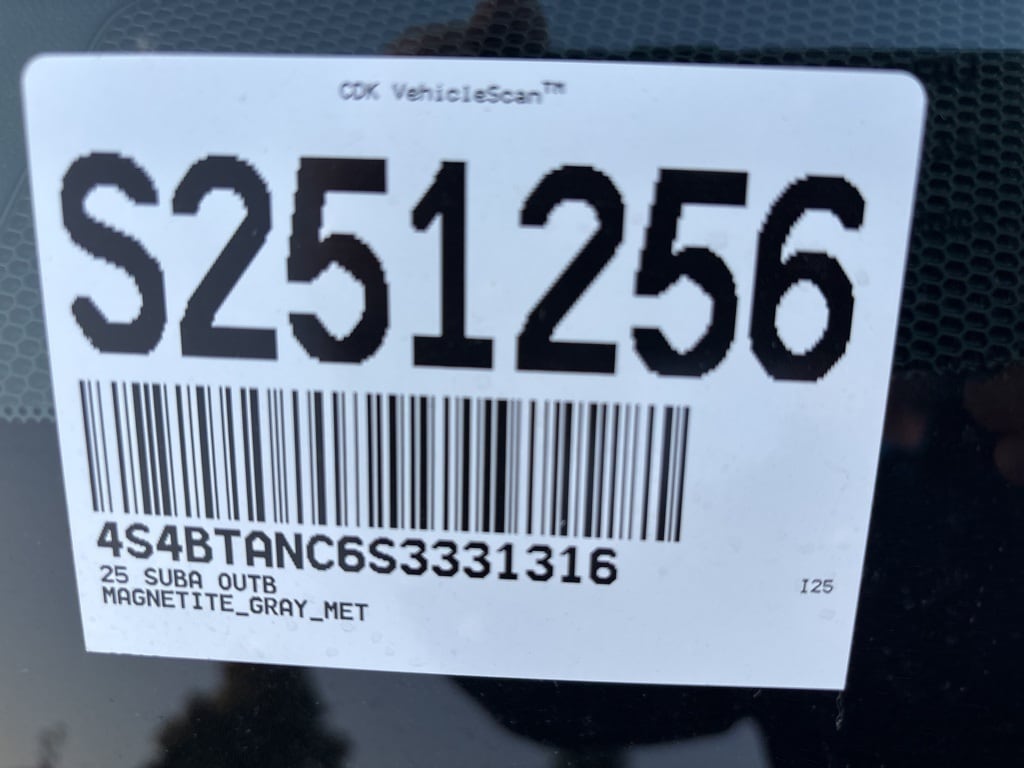 CDK VehicleScan™
S251256
4S4BTANC6S3331316
25 SUBA OUTB
I25
MAGNETITE_GRAY_MET